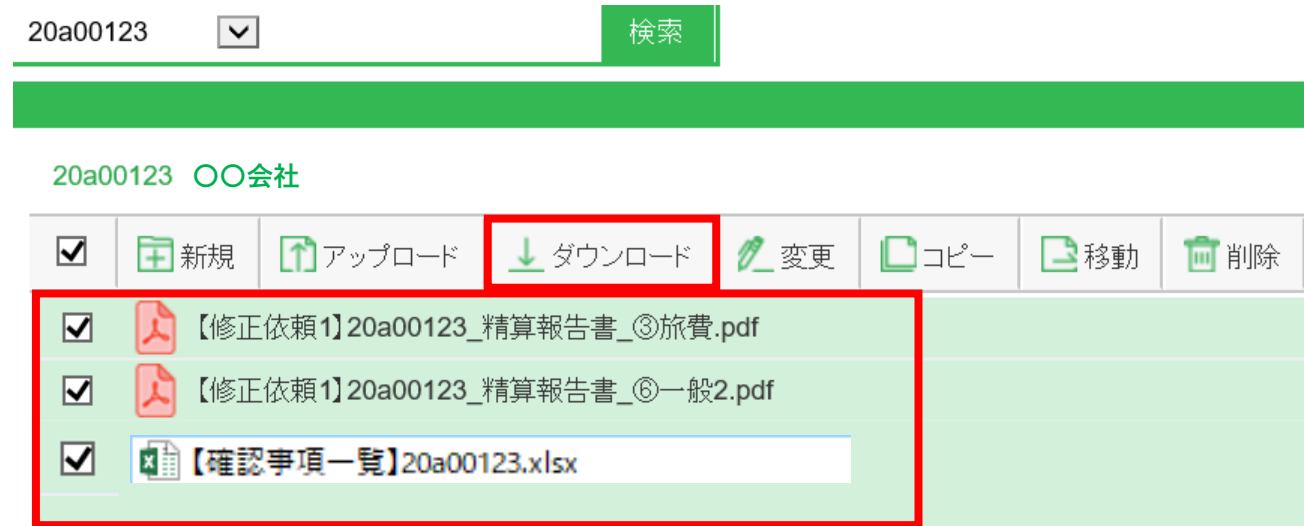 20a00123 検索
20a00123 〇〇会社
新規 アップロード ダウンロード 変更 コピー 移動 削除
【修正依頼1】20a00123_精算報告書_③旅費.pdf
【修正依頼1】20a00123_精算報告書_⑥一般2.pdf
【確認事項一覧】20a00123.xlsx